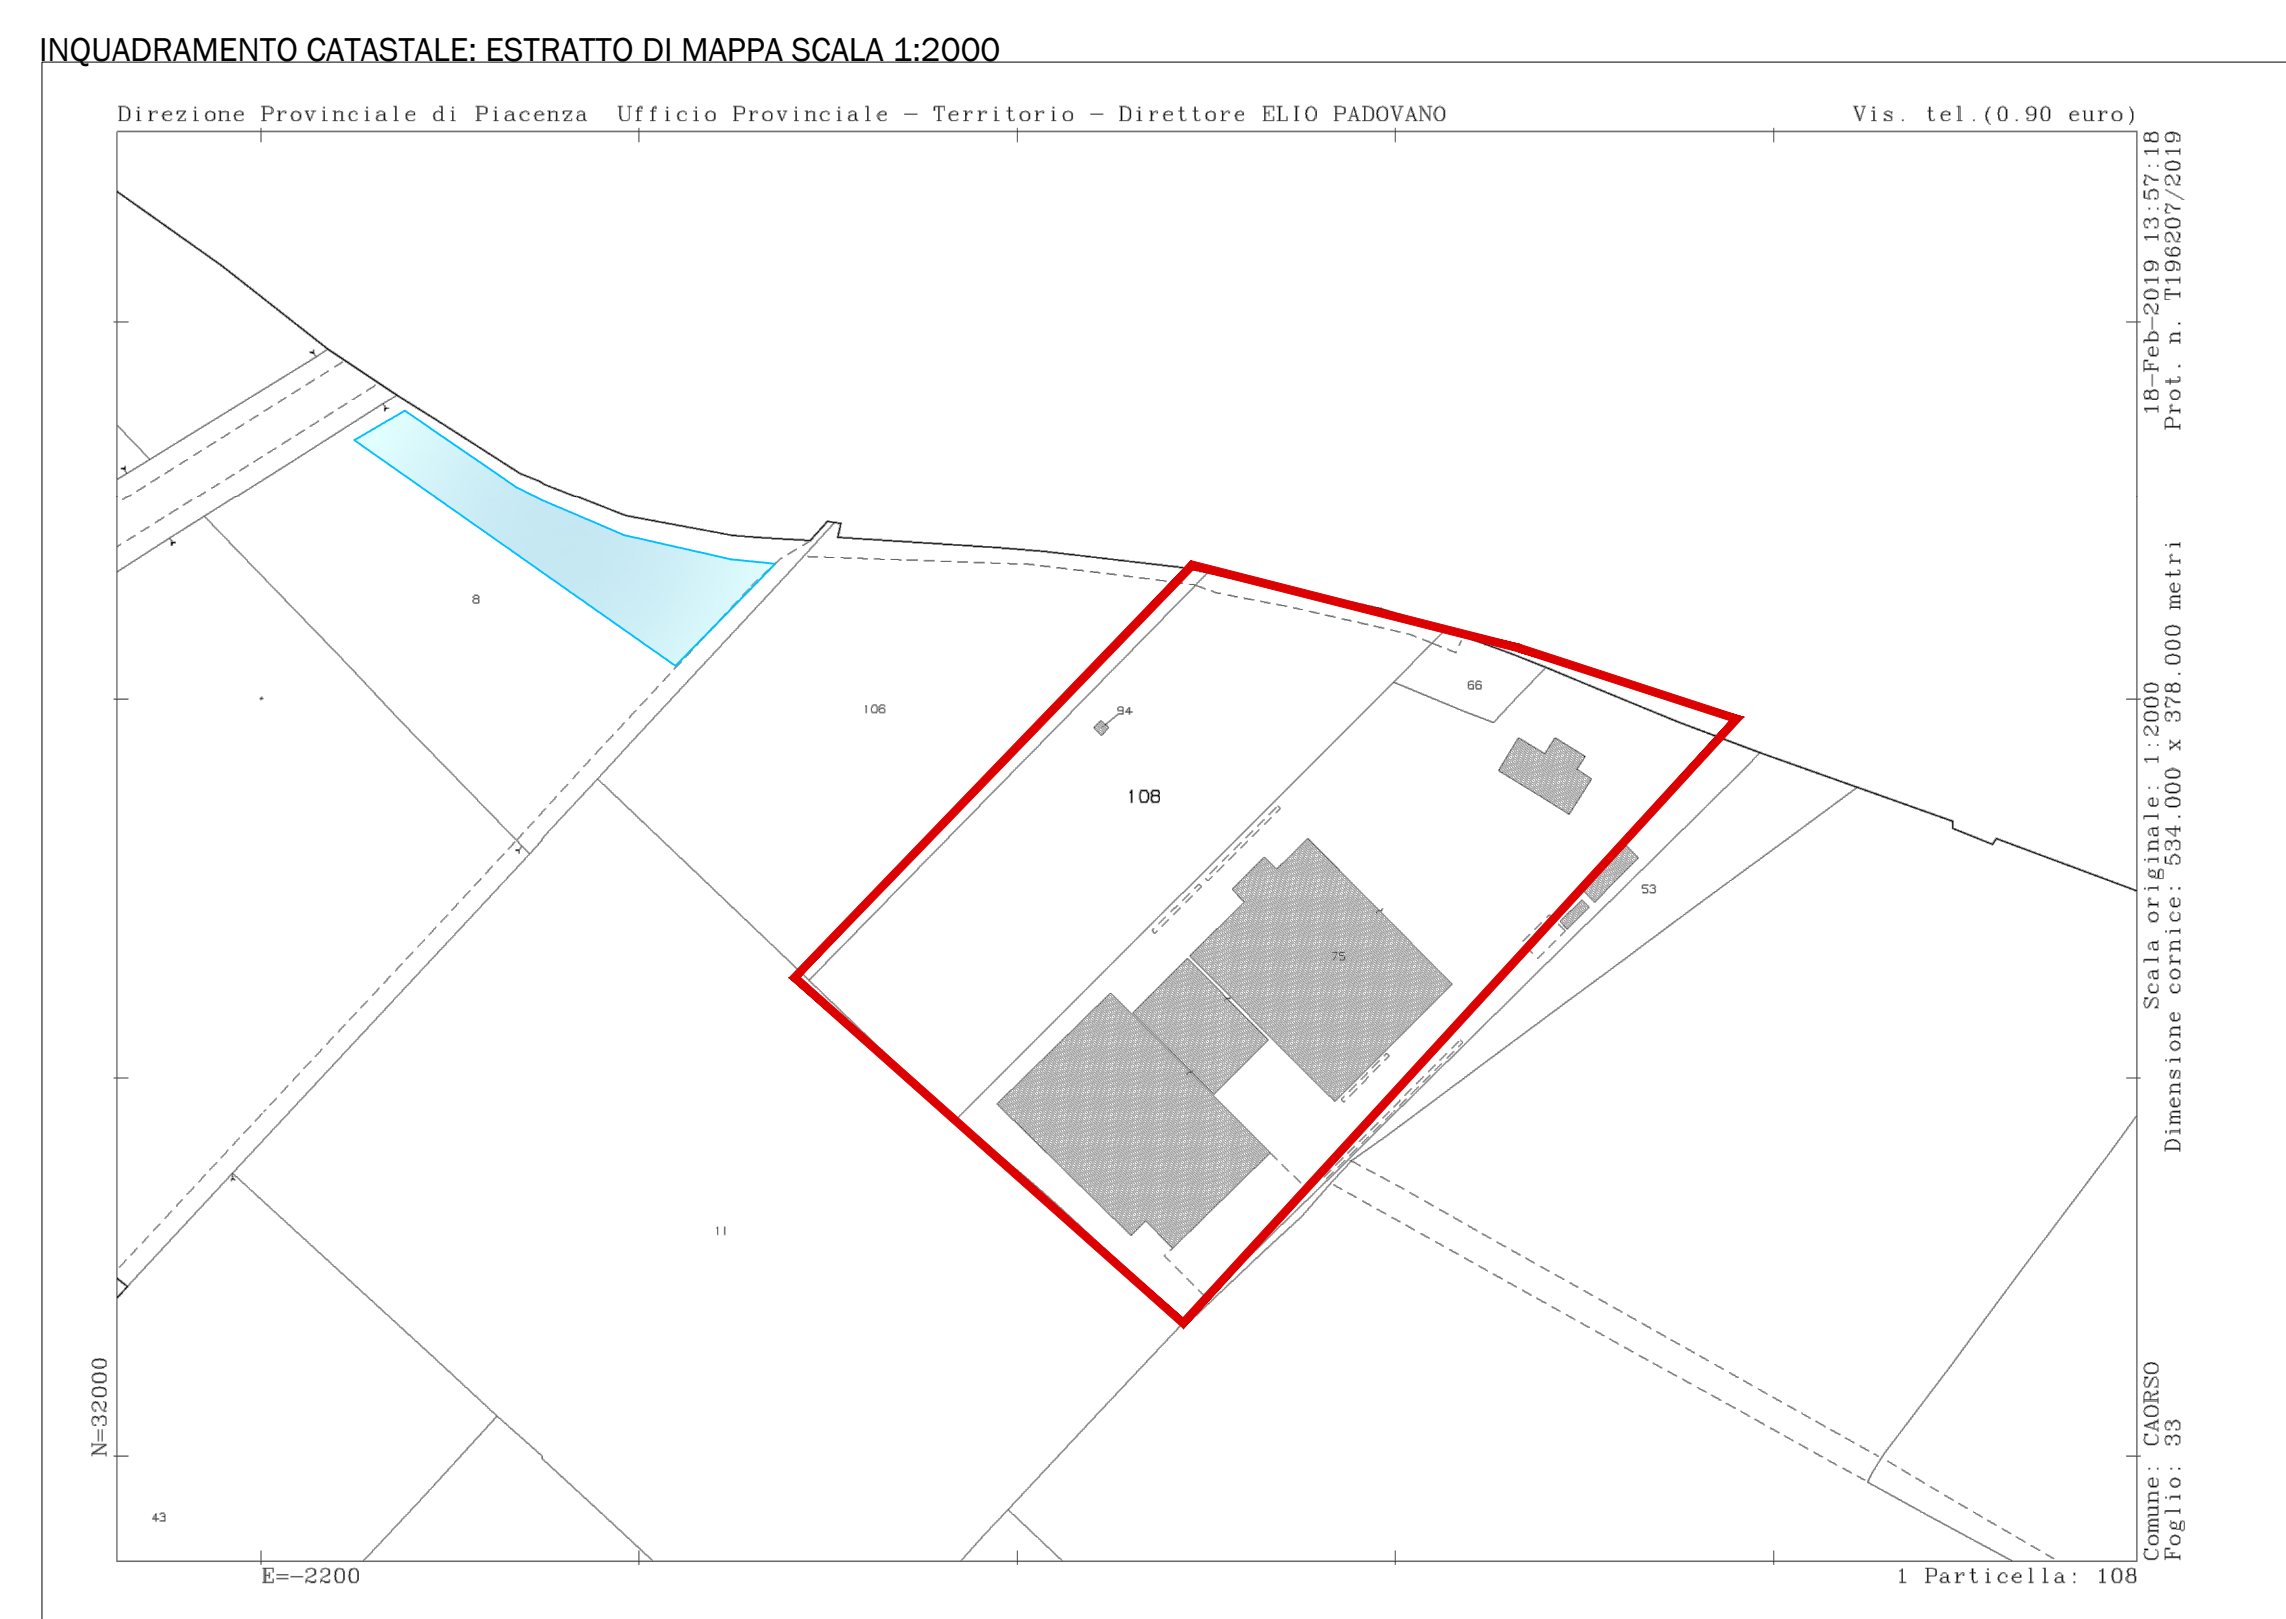 INQUADRAMENTO CATASTALE: ESTRATTO DI MAPPA SCALA 1:2000
Direzione Provinciale di Piacenza Ufficio Provinciale - Territorio - Direttore ELIO PADOVANO
Vis. tel.(0.90 euro)
18-Feb-2019 13:57:18
Prot. n. T196207/2019
8
106
94
66
108
53
75
11
43
Scala originale: 1:2000
Dimensione cornice: 534.000 x 378.000 metri
Comune: CAORSO
Foglio: 33
N=32000
E=-2200
1 Particella: 108